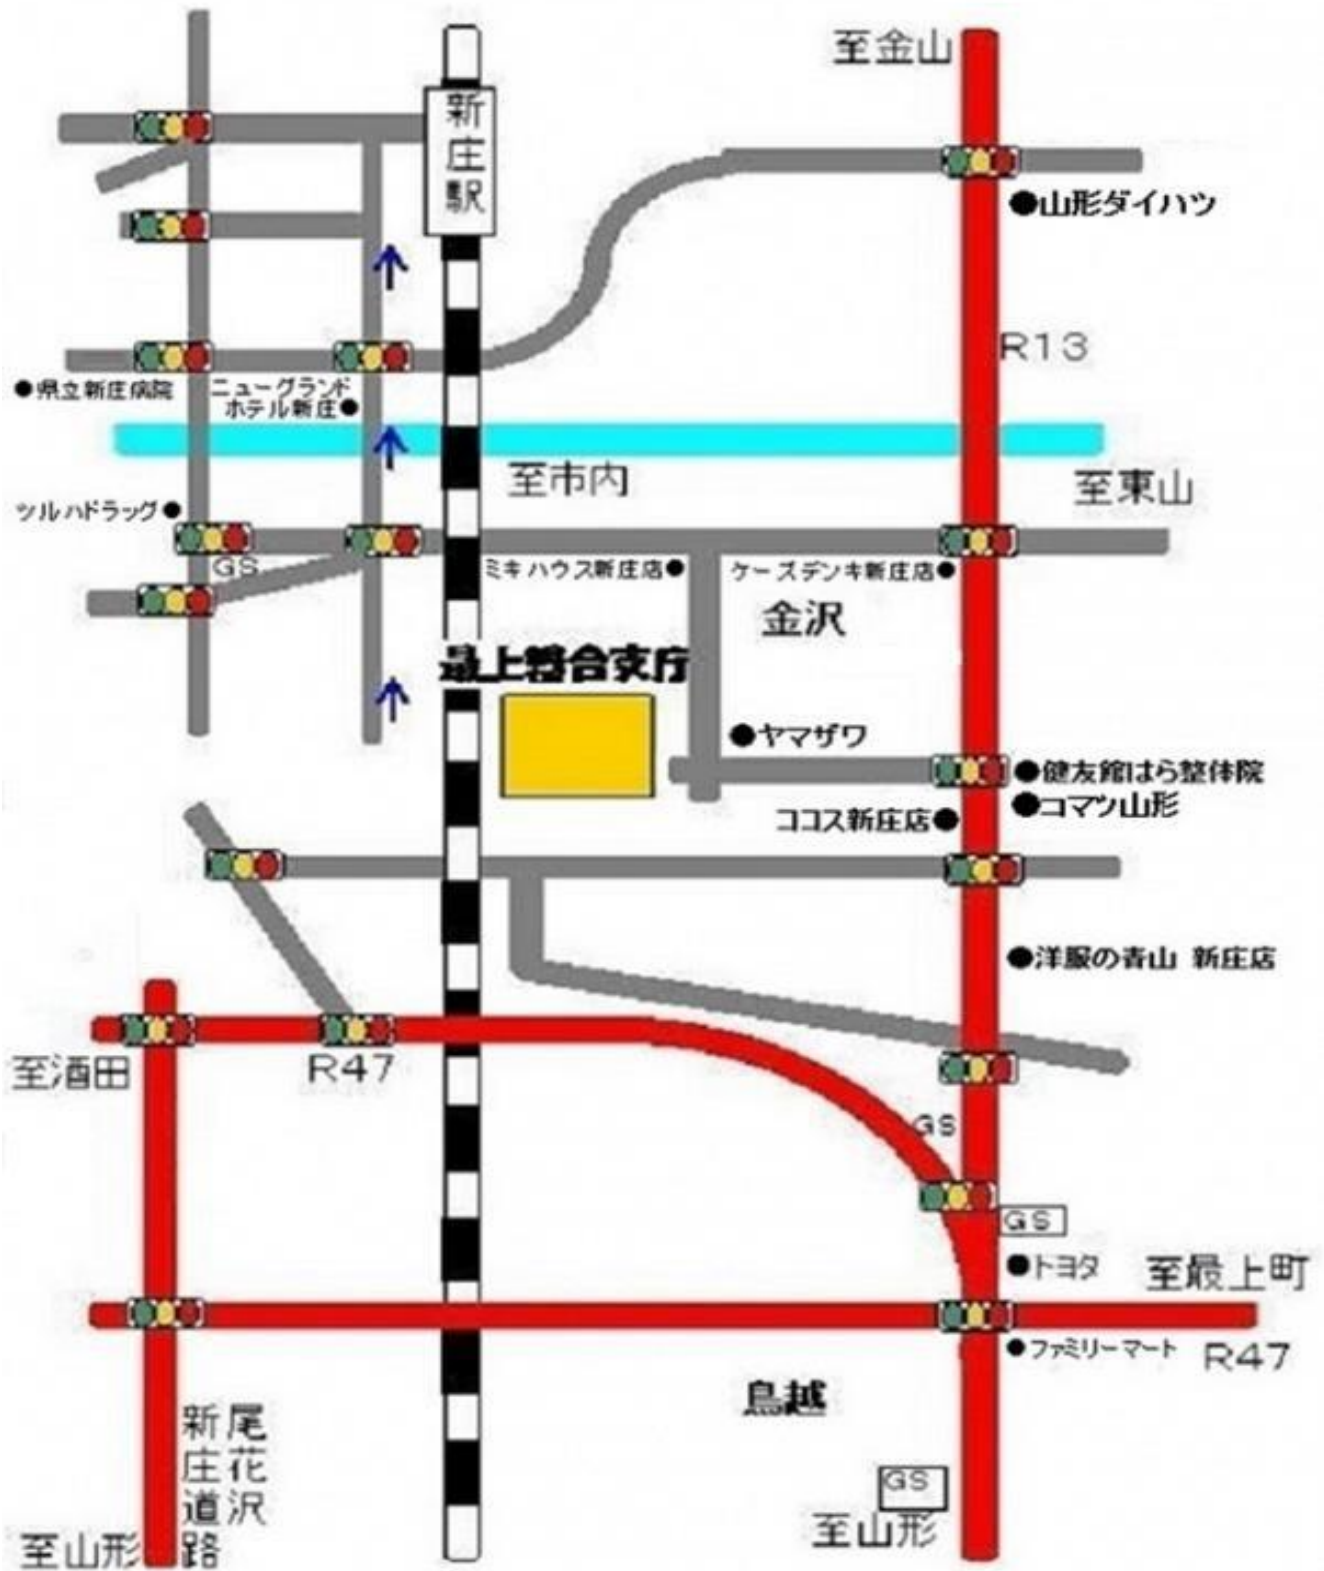 至金山
新庄駅
●山形ダイハツ
R13
●県立新庄病院
ニューグランド
ホテル新庄●
至市内
至東山
ツルハドラッグ●
GS
ミキハウス新庄店●
ケーズデンキ新庄店●
金沢
最上総合支庁
●ヤマザワ
●健友館はら整体院
●コマツ山形
ココス新庄店●
●洋服の青山 新庄店
至酒田
R47
GS
GS
●トヨタ
至最上町
●ファミリーマート
R47
鳥越
尾花沢
新庄道路
GS
至山形
至山形